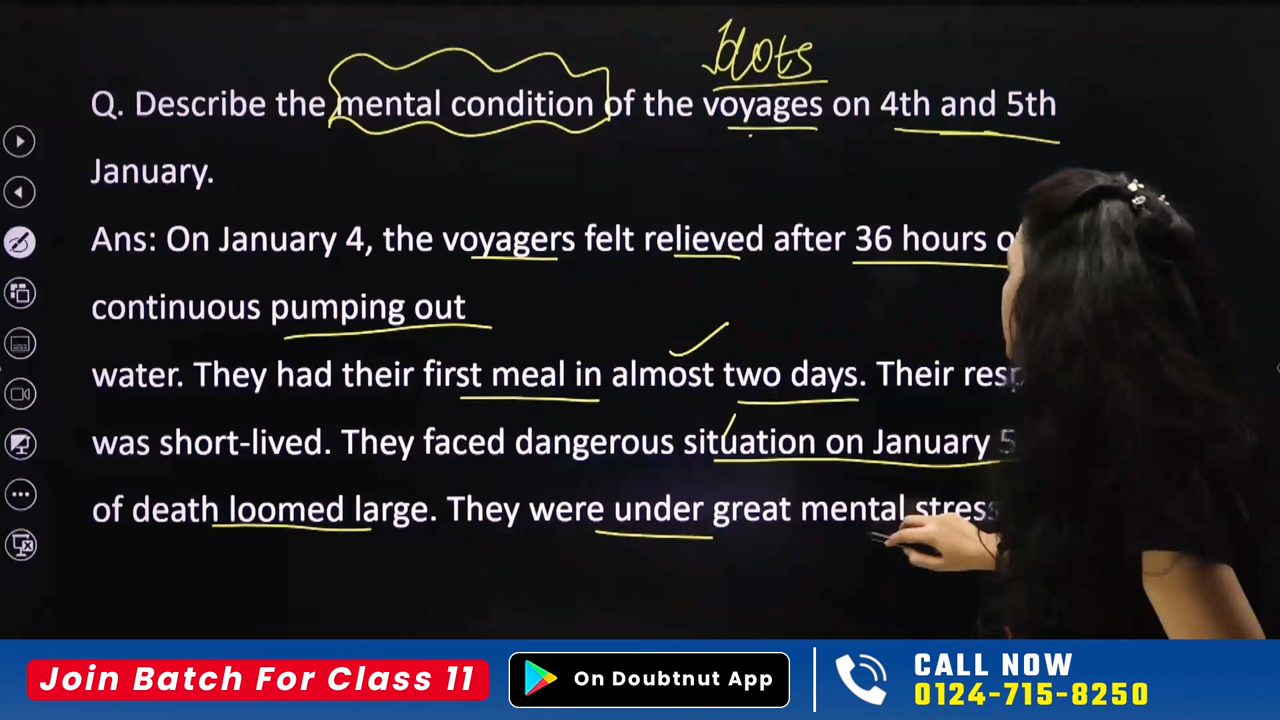 Q. Describe the mental condition of the voyages on 4th and 5th
January.
Ans: On January 4, the voyagers felt relieved after 36 hours
continuous pumping out
water. They had their first meal in almost two days. Their
was short-lived. They faced dangerous situation on January 5
of death loomed large. They were under great mental stress
Join Batch For Class 11
On Doubtnut App
CALL NOW
0124-715-8250